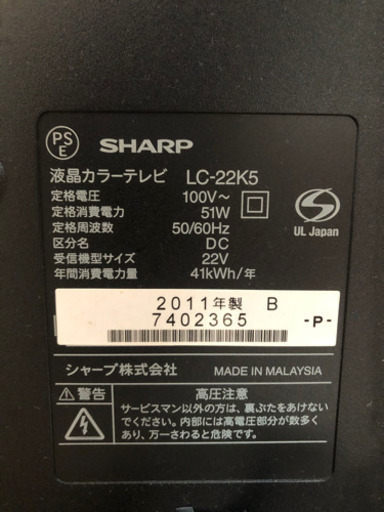 PS
E
SHARP
液晶カラーテレビ LC-22K5
定格電圧 100V~
定格消費電力 51W
定格周波数 50/60Hz
区分名 DC
受信機型サイズ 22V
年間消費電力量 41kWh/年
UL Japan
2011年製 B
7402365
-P-
シャープ株式会社 MADE IN MALAYSIA
警告 高圧注意
サービスマン以外の方は、裏ぶたをあけない
でください。内部には高電圧部分が数多く
あり、万一さわると危険です。